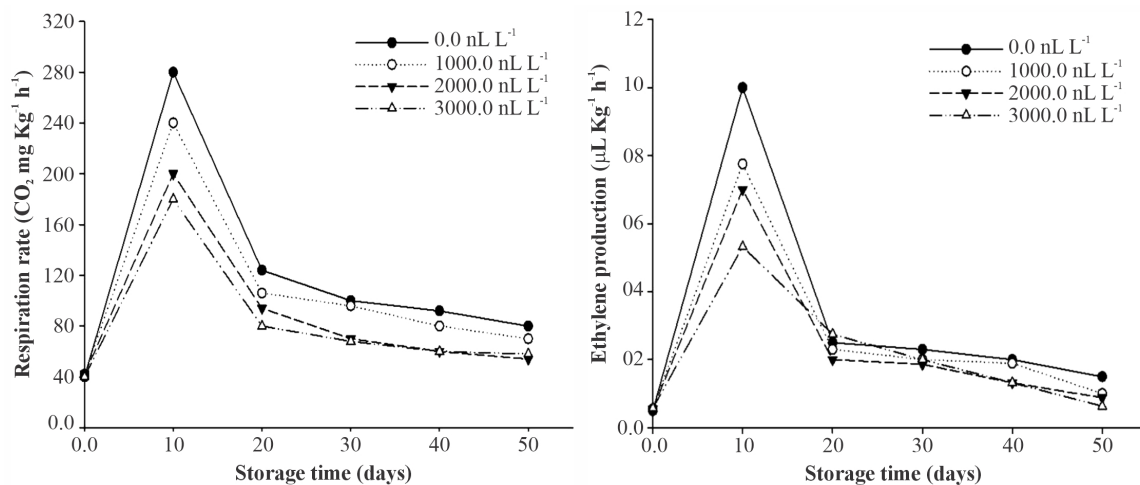 320
280
240
200
160
120
80
40
0.0
Respiration rate (CO₂ mg Kg⁻¹ h⁻¹)
0.0 nL L⁻¹
1000.0 nL L⁻¹
2000.0 nL L⁻¹
3000.0 nL L⁻¹
0.0 10 20 30 40 50
Storage time (days)
12
10
08
06
04
02
0.0
Ethylene production (µL Kg⁻¹ h⁻¹)
0.0 nL L⁻¹
1000.0 nL L⁻¹
2000.0 nL L⁻¹
3000.0 nL L⁻¹
0.0 10 20 30 40 50
Storage time (days)